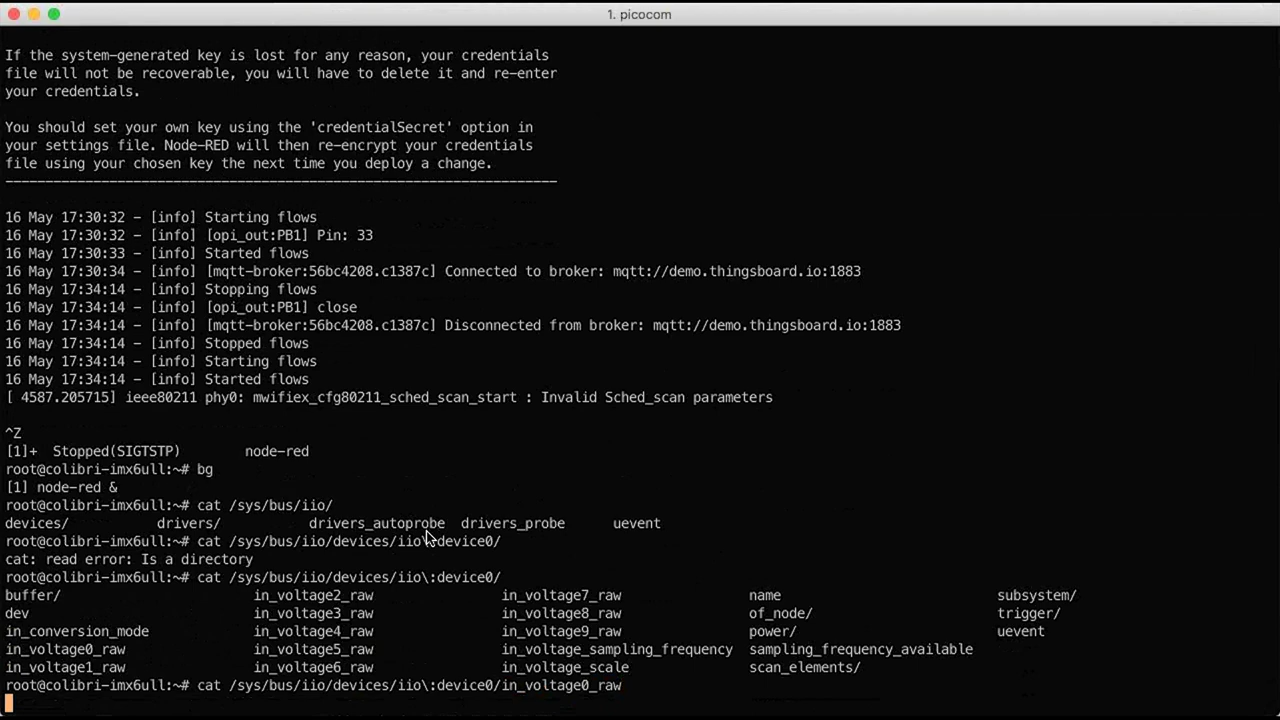 1. picocom
If the system-generated key is lost for any reason, your credentials
file will not be recoverable, you will have to delete it and re-enter
your credentials.
You should set your own key using the 'credentialSecret' option in
your settings file. Node-RED will then re-encrypt your credentials
file using your chosen key the next time you deploy a change.
---------------------------------------------------------------------
16 May 17:30:32 - [info] Starting flows
16 May 17:30:32 - [info] [opi_out:PB1] Pin: 33
16 May 17:30:33 - [info] Started flows
16 May 17:30:34 - [info] [mqtt-broker:56bc4208.c1387c] Connected to broker: mqtt://demo.thingsboard.io:1883
16 May 17:34:14 - [info] Stopping flows
16 May 17:34:14 - [info] [opi_out:PB1] close
16 May 17:34:14 - [info] [mqtt-broker:56bc4208.c1387c] Disconnected from broker: mqtt://demo.thingsboard.io:1883
16 May 17:34:14 - [info] Stopped flows
16 May 17:34:14 - [info] Starting flows
16 May 17:34:14 - [info] Started flows
[ 4587.205715] ieee80211 phy0: mwifiex_cfg80211_sched_scan_start : Invalid Sched_scan parameters
^Z
[1]+  Stopped(SIGTSTP)        node-red
root@colibri-imx6ull:~# bg
[1] node-red &
root@colibri-imx6ull:~# cat /sys/bus/iio/
devices/           drivers/           drivers_autoprobe  drivers_probe      uevent
root@colibri-imx6ull:~# cat /sys/bus/iio/devices/iio\:device0/
cat: read error: Is a directory
root@colibri-imx6ull:~# cat /sys/bus/iio/devices/iio\:device0/
buffer/                        in_voltage2_raw                in_voltage7_raw                name                           subsystem/
dev                            in_voltage3_raw                in_voltage8_raw                of_node/                       trigger/
in_conversion_mode             in_voltage4_raw                in_voltage9_raw                power/                         uevent
in_voltage0_raw                in_voltage5_raw                in_voltage_sampling_frequency  sampling_frequency_available
in_voltage1_raw                in_voltage6_raw                in_voltage_scale               scan_elements/
root@colibri-imx6ull:~# cat /sys/bus/iio/devices/iio\:device0/in_voltage0_raw